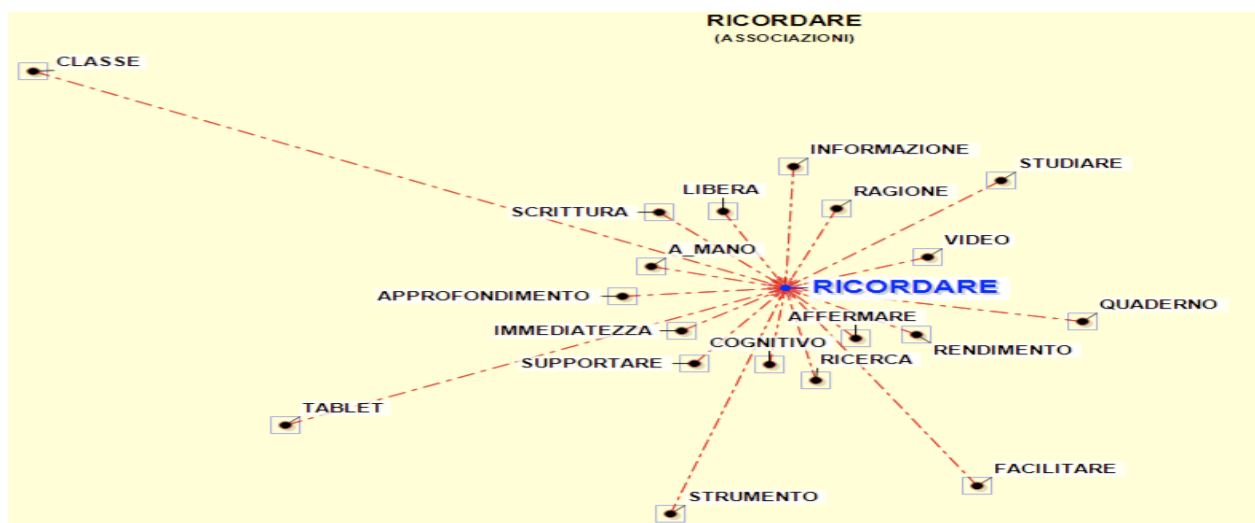 RICORDARE
(ASSOCIAZIONI)
CLASSE
INFORMAZIONE
STUDIARE
LIBERA
RAGIONE
SCRITTURA
VIDEO
A_MANO
RICORDARE
APPROFONDIMENTO
QUADERNO
AFFERMARE
IMMEDIATEZZA
COGNITIVO
RENDIMENTO
SUPPORTARE
RICERCA
TABLET
FACILITARE
STRUMENTO